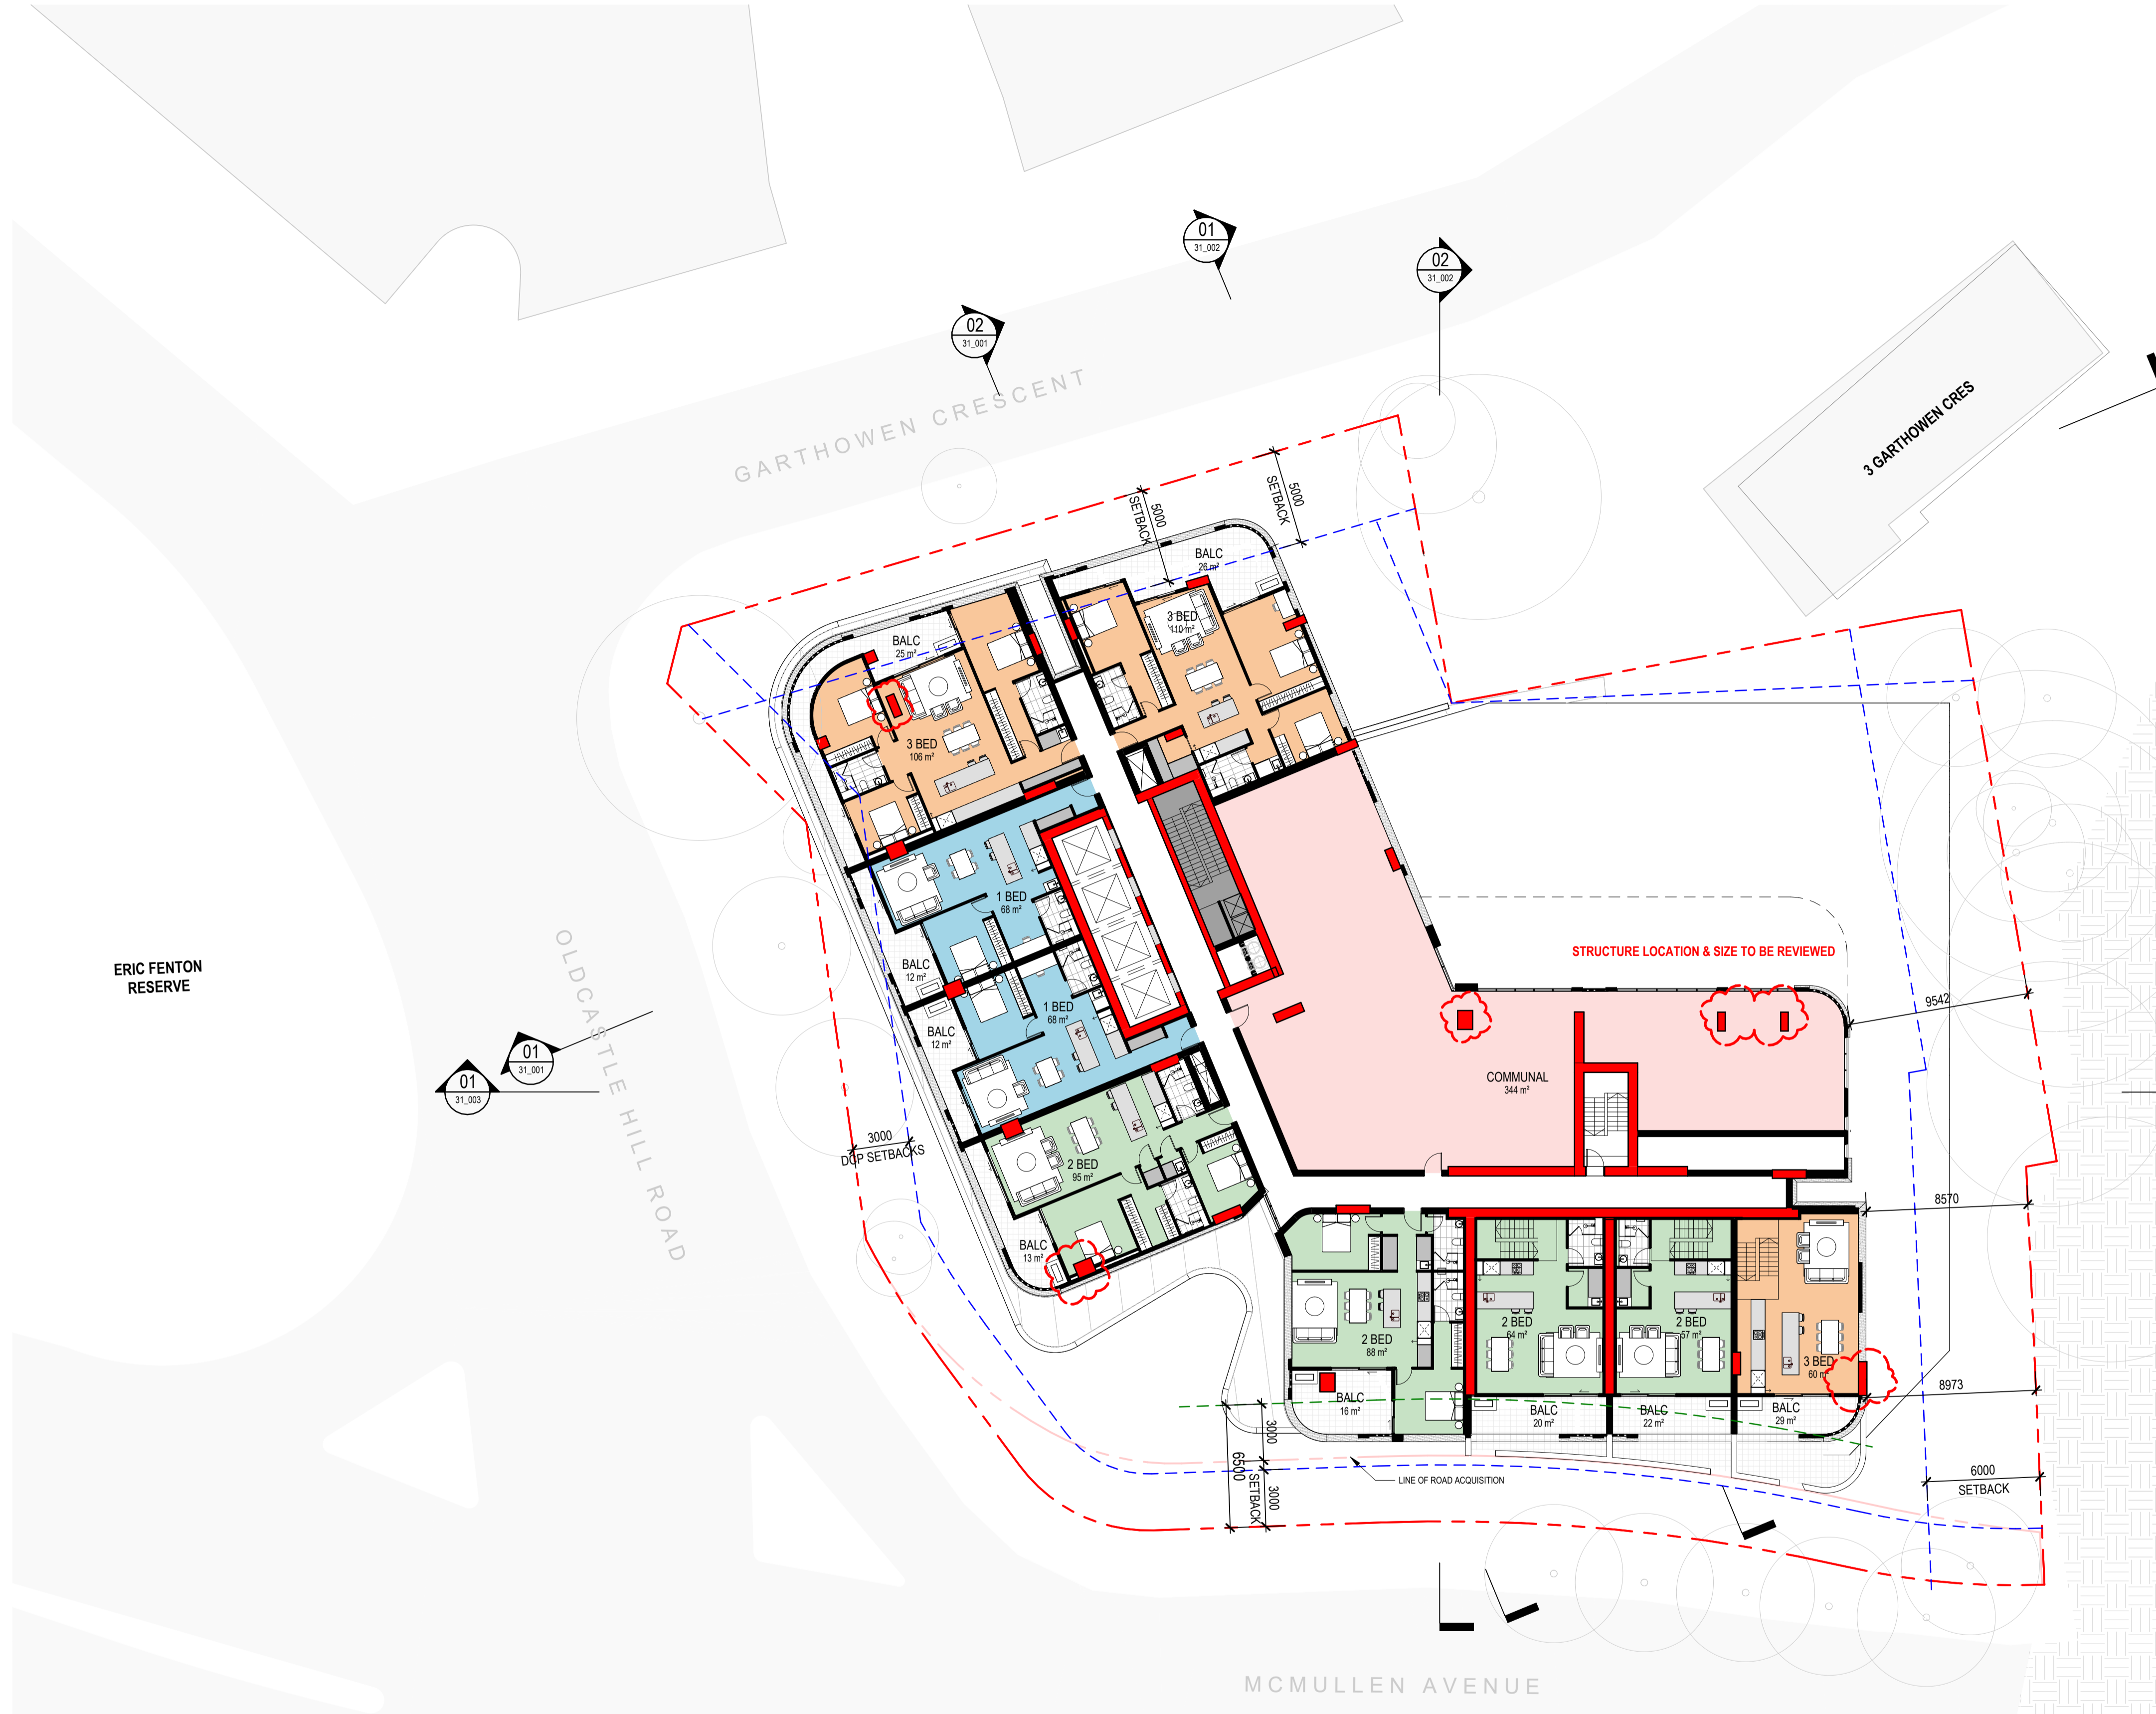 01
31_002
02
31_002
02
31_001
GARTHOWEN CRESCENT
3 GARTHOWEN CRES
5000
SETBACK
5000
SETBACK
BALC
26 m²
3 BED
110 m²
BALC
25 m²
3 BED
106 m²
1 BED
68 m²
BALC
12 m²
1 BED
68 m²
BALC
12 m²
STRUCTURE LOCATION & SIZE TO BE REVIEWED
ERIC FENTON
RESERVE
OLDCASTLE HILL ROAD
01
31_001
01
31_003
9542
COMMUNAL
344 m²
3000
DCP SETBACKS
2 BED
95 m²
BALC
13 m²
8570
2 BED
88 m²
2 BED
64 m²
2 BED
57 m²
3 BED
60 m²
8973
BALC
16 m²
BALC
20 m²
BALC
22 m²
BALC
29 m²
3000
6500
3000
SETBACK
LINE OF ROAD ACQUISITION
6000
SETBACK
MCMULLEN AVENUE